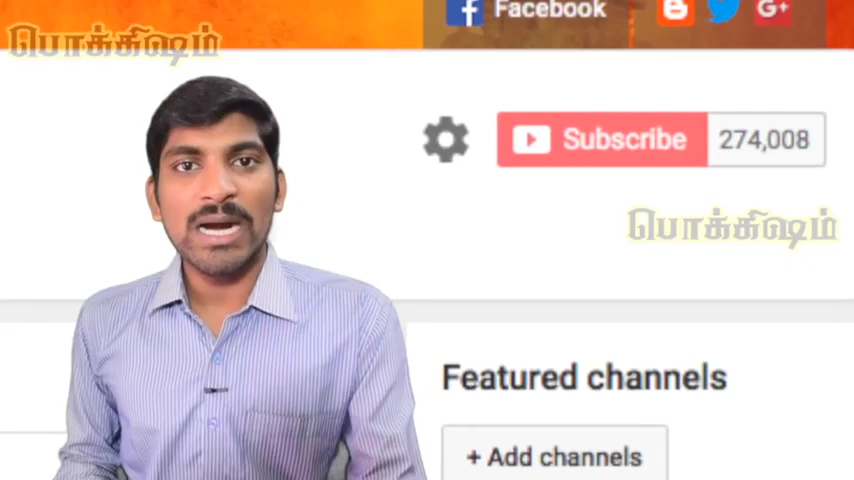 Facebook
பொக்கிஷம்
Subscribe 274,008
பொக்கிஷம்
Featured channels
+ Add channels